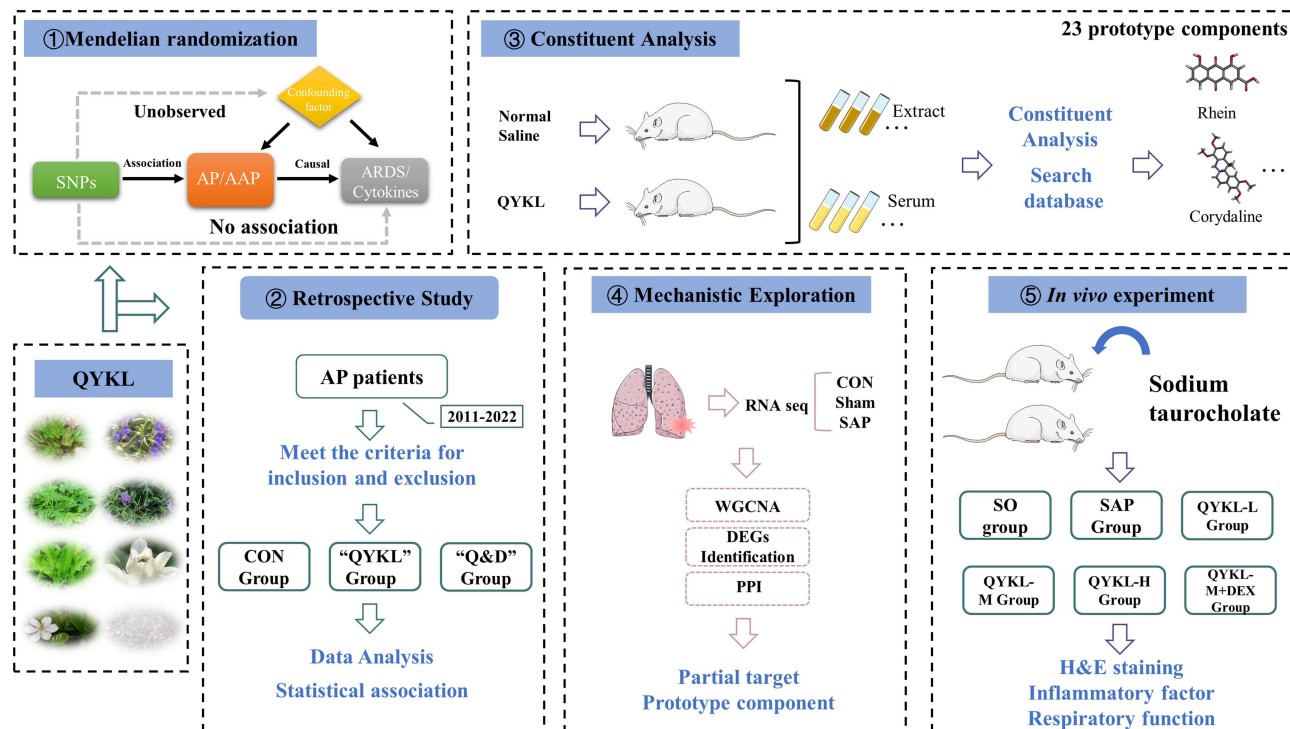 ①Mendelian randomization
Unobserved
Confounding
factor
SNPs
Association
AP/AAP
Causal
ARDS/
Cytokines
No association
③ Constituent Analysis
23 prototype components
Normal
Saline
QYKL
Extract
...
Serum
...
Constituent
Analysis
Search
database
Rhein
Corydaline
...
QYKL
② Retrospective Study
AP patients
2011-2022
Meet the criteria for
inclusion and exclusion
CON
Group
“QYKL”
Group
“Q&D”
Group
Data Analysis
Statistical association
④ Mechanistic Exploration
RNA seq
CON
Sham
SAP
WGCNA
DEGs
Identification
PPI
Partial target
Prototype component
⑤ In vivo experiment
Sodium
taurocholate
SO
group
SAP
Group
QYKL-L
Group
QYKL-
M Group
QYKL-H
Group
QYKL-
M+DEX
Group
H&E staining
Inflammatory factor
Respiratory function